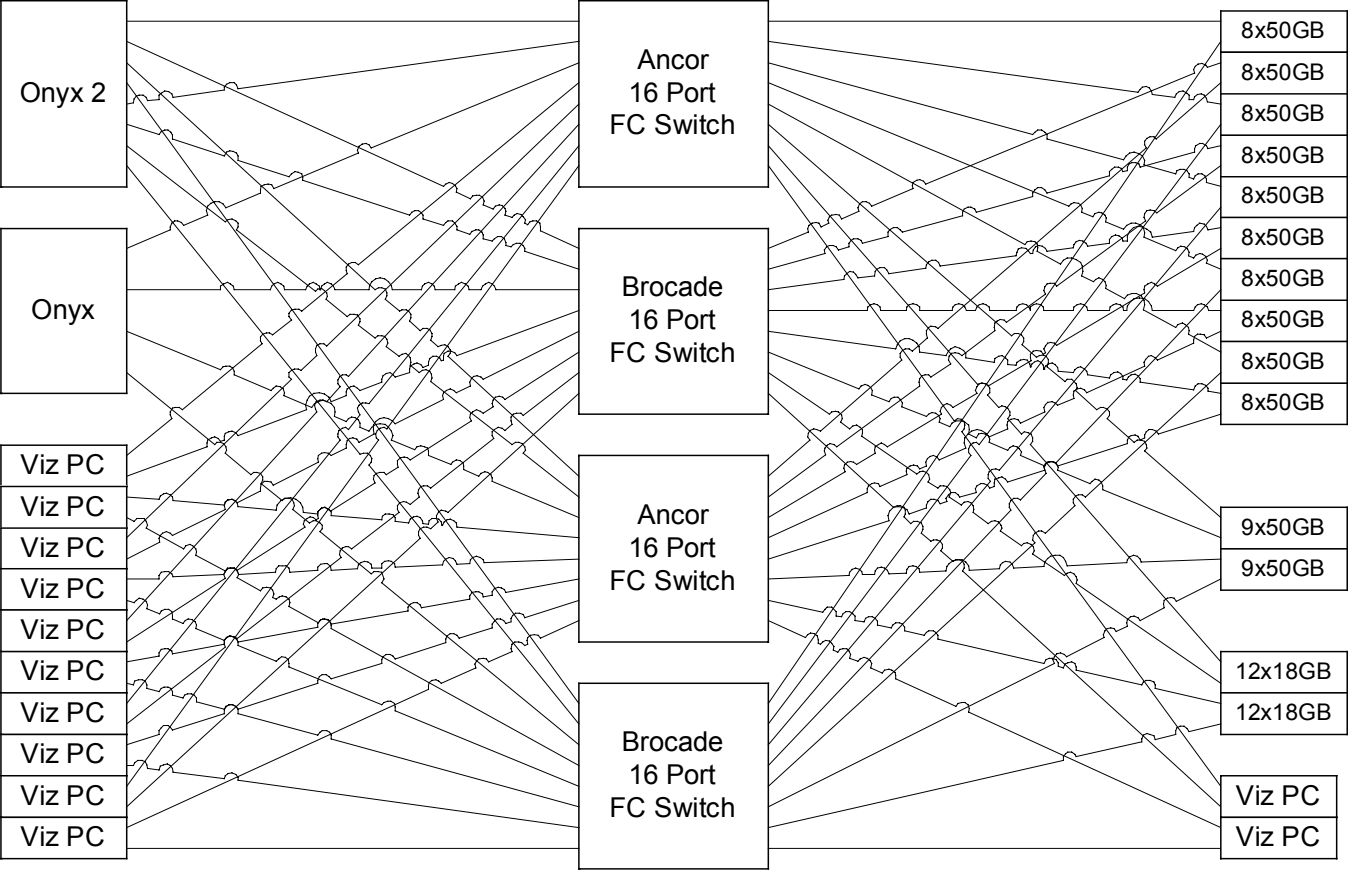 Onyx 2
Onyx
Viz PC
Viz PC
Viz PC
Viz PC
Viz PC
Viz PC
Viz PC
Viz PC
Viz PC
Viz PC
Ancor
16 Port
FC Switch
Brocade
16 Port
FC Switch
Ancor
16 Port
FC Switch
Brocade
16 Port
FC Switch
8x50GB
8x50GB
8x50GB
8x50GB
8x50GB
8x50GB
8x50GB
8x50GB
8x50GB
8x50GB
9x50GB
9x50GB
12x18GB
12x18GB
Viz PC
Viz PC